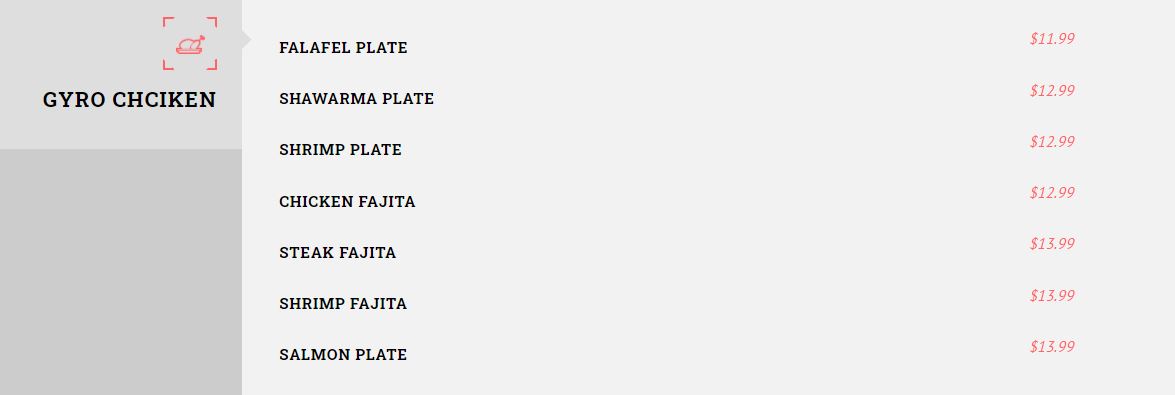 GYRO CHCIKEN
FALAFEL PLATE $11.99
SHAWARMA PLATE $12.99
SHRIMP PLATE $12.99
CHICKEN FAJITA $12.99
STEAK FAJITA $13.99
SHRIMP FAJITA $13.99
SALMON PLATE $13.99